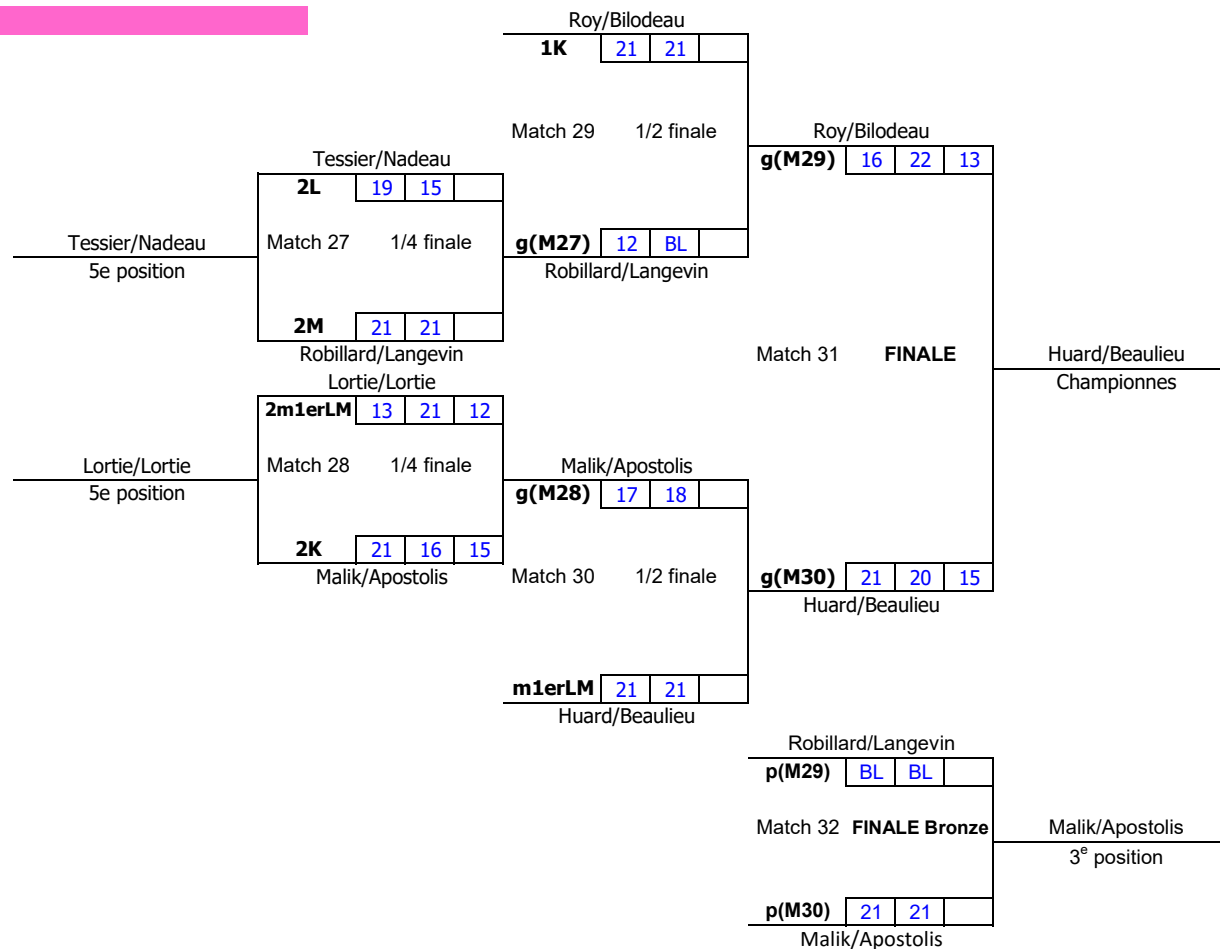 Roy/Bilodeau
1K 21 21
Match 29 1/2 finale
Roy/Bilodeau
g(M29) 16 22 13
Tessier/Nadeau
2L 19 15
Tessier/Nadeau
5e position
Match 27 1/4 finale
g(M27) 12 BL
Robillard/Langevin
2M 21 21
Robillard/Langevin
Match 31 FINALE
Huard/Beaulieu
Championnes
Lortie/Lortie
2m1erLM 13 21 12
Lortie/Lortie
5e position
Match 28 1/4 finale
Malik/Apostolis
g(M28) 17 18
2K 21 16 15
Malik/Apostolis
Match 30 1/2 finale
g(M30) 21 20 15
Huard/Beaulieu
m1erLM 21 21
Huard/Beaulieu
Robillard/Langevin
p(M29) BL BL
Match 32 FINALE Bronze
Malik/Apostolis
3e position
p(M30) 21 21
Malik/Apostolis